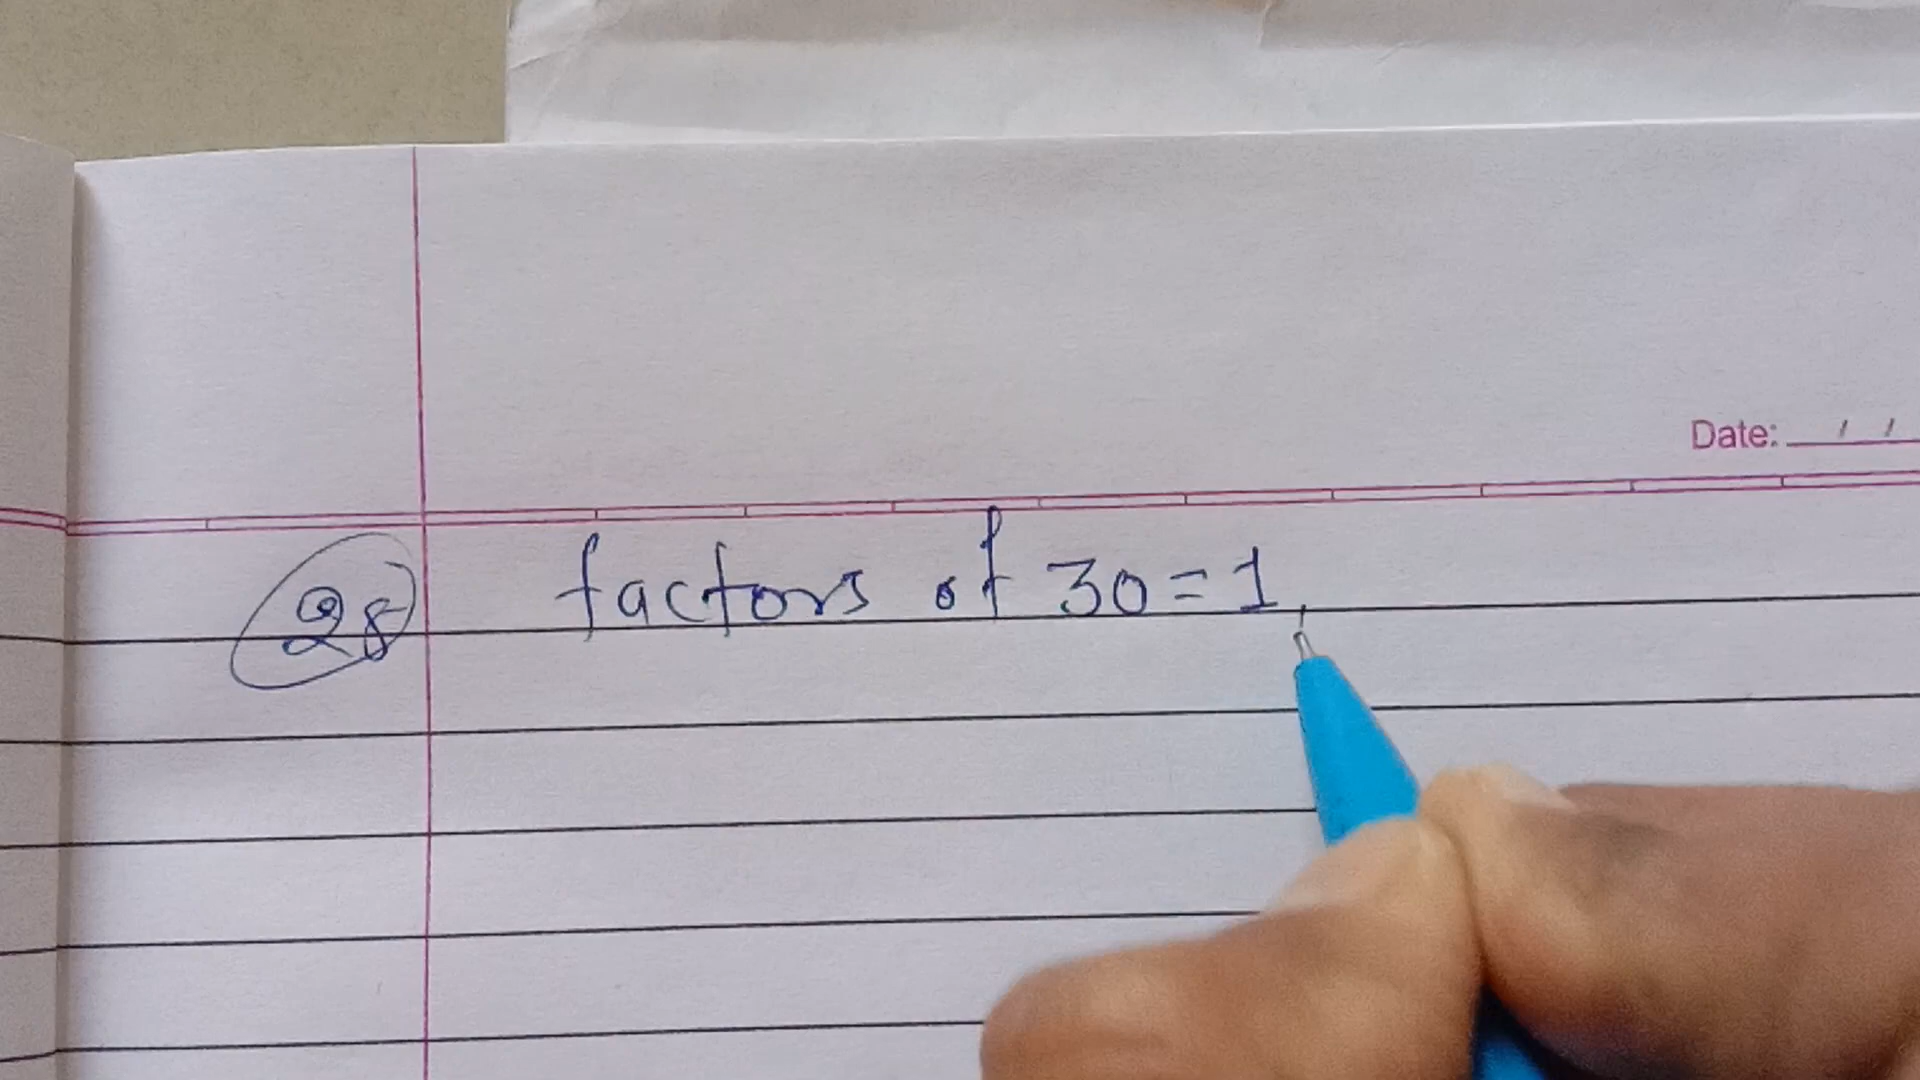 Date: / /
28 factors of 30=1,